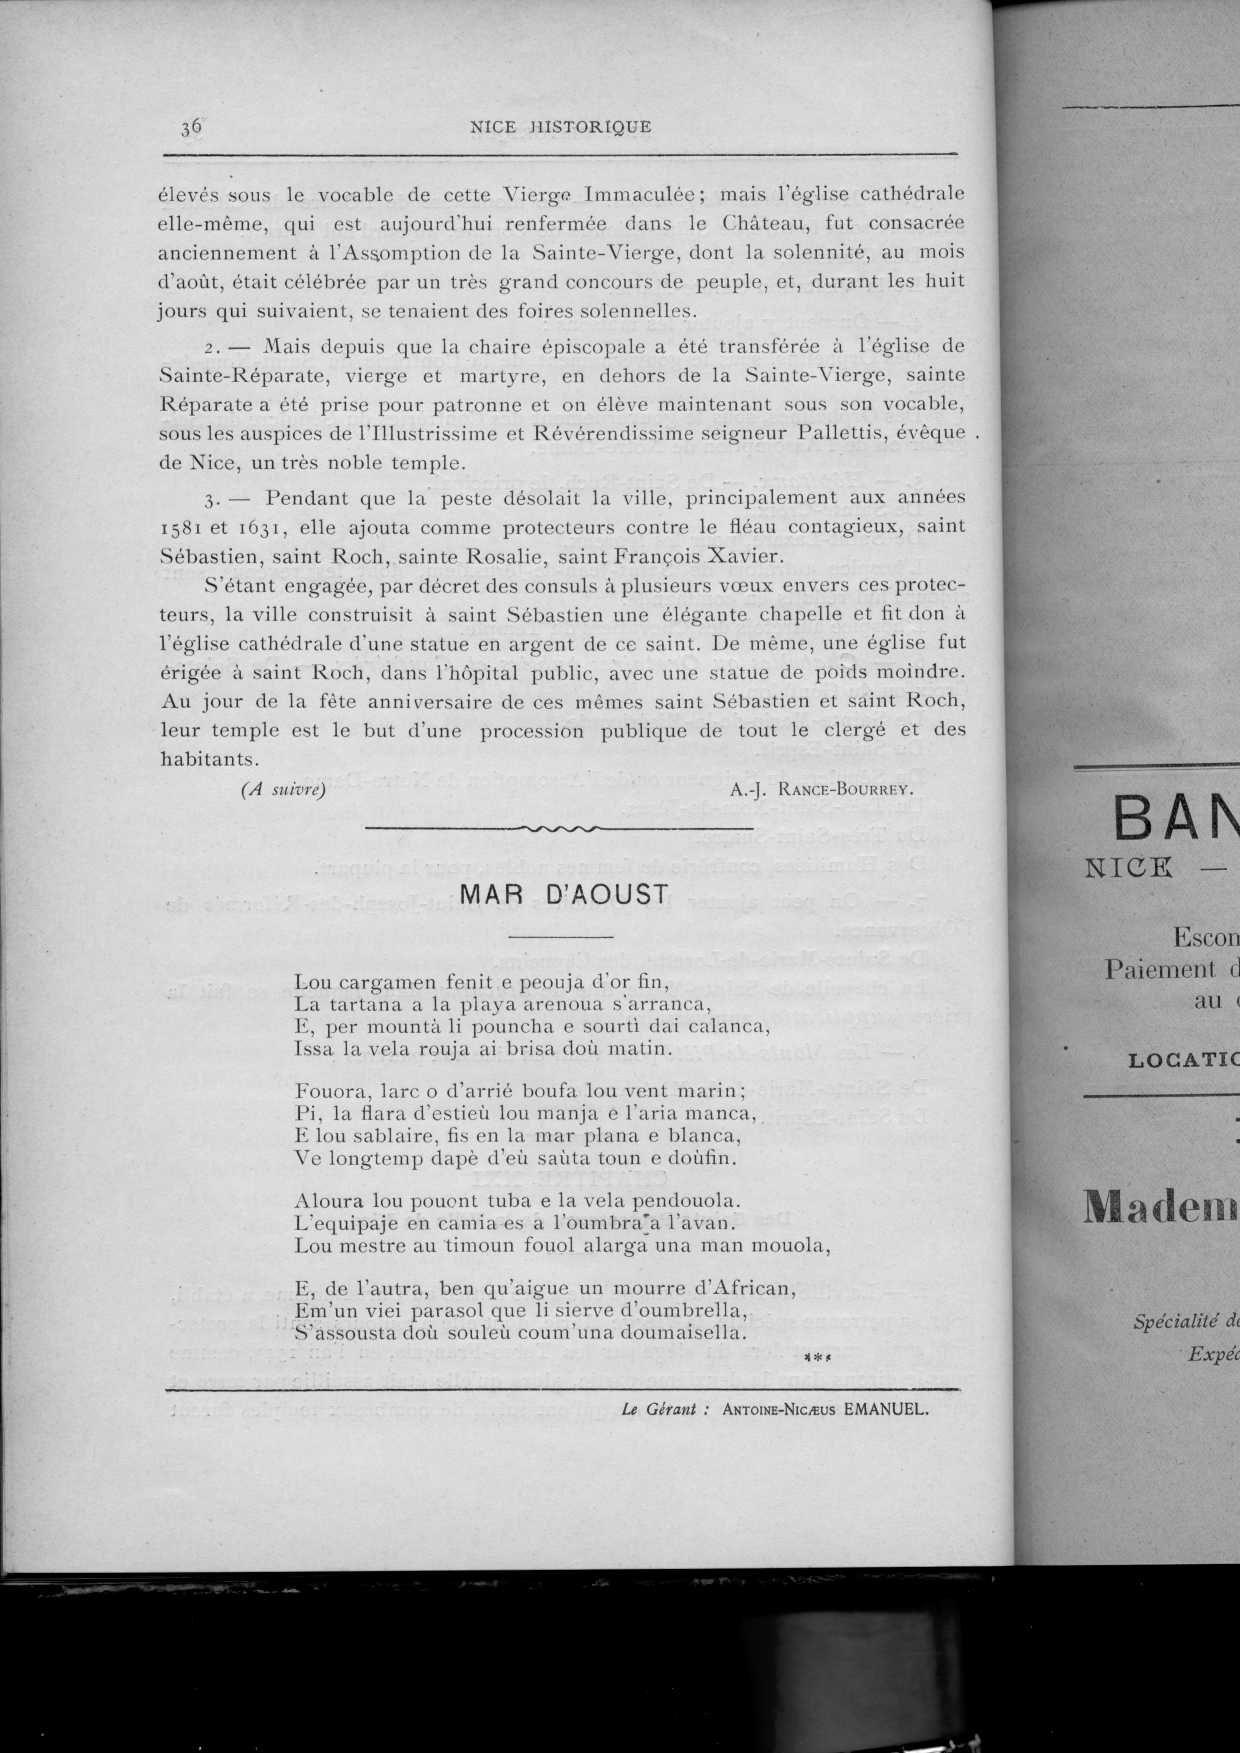 36
NICE HISTORIQUE
élevés sous le vocable de cette Vierge Immaculée; mais l'église cathédrale
elle-même, qui est aujourd'hui renfermée dans le Château, fut consacrée
anciennement à l'Assomption de la Sainte-Vierge, dont la solennité, au mois
d'août, était célébrée par un très grand concours de peuple, et, durant les huit
jours qui suivaient, se tenaient des foires solennelles.
2. — Mais depuis que la chaire épiscopale a été transférée à l'église de
Sainte-Réparate, vierge et martyre, en dehors de la Sainte-Vierge, sainte
Réparate a été prise pour patronne et on élève maintenant sous son vocable,
sous les auspices de l'Illustrissime et Révérendissime seigneur Pallettis, évêque
de Nice, un très noble temple.
3. — Pendant que la peste désolait la ville, principalement aux années
1581 et 1631, elle ajouta comme protecteurs contre le fléau contagieux, saint
Sébastien, saint Roch, sainte Rosalie, saint François Xavier.
S'étant engagée, par décret des consuls à plusieurs vœux envers ces protec-
teurs, la ville construisit à saint Sébastien une élégante chapelle et fit don à
l'église cathédrale d'une statue en argent de ce saint. De même, une église fut
érigée à saint Roch, dans l'hôpital public, avec une statue de poids moindre.
Au jour de la fête anniversaire de ces mêmes saint Sébastien et saint Roch,
leur temple est le but d'une procession publique de tout le clergé et des
habitants.
(A suivre)
A.-J. RANCE-BOURREY.
MAR D'AOUST
Lou cargamen fenit e peouja d'or fin,
La tartana a la playa arenoua s'arranca,
E, per mountà li pouncha e sourtì dai calanca,
Issa la vela rouja ai brisa doù matin.
Fouora, larc o d'arrié boufa lou vent marin;
Pi, la flara d'estieù lou manja e l'aria manca,
E lou sablaire, fis en la mar plana e blanca,
Ve longtemp dapè d'eù saùta toun e doùfin.
Aloura lou pouont tuba e la vela pendouola.
L'equipaje en camia es a l'oumbra a l'avan.
Lou mestre au timoun fouol alarga una man mouola,
E, de l'autra, ben qu'aigue un mourre d'African,
Em'un viei parasol que li sierve d'oumbrella,
S'assousta doù souleù coum'una doumaisella.
***
Le Gérant : ANTOINE-NICÆUS EMANUEL.
BAN
NICE —
Escom
Paiement d
au
LOCATIO
Madem
Spécialité de
Expéd